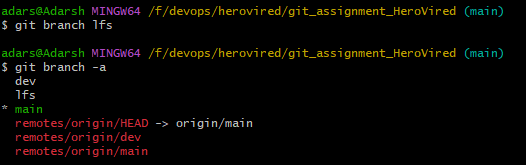 adars@Adarsh MINGW64 /f/devops/herovired/git_assignment_HeroVired (main)
$ git branch lfs
adars@Adarsh MINGW64 /f/devops/herovired/git_assignment_HeroVired (main)
$ git branch -a
dev
lfs
* main
remotes/origin/HEAD -> origin/main
remotes/origin/dev
remotes/origin/main